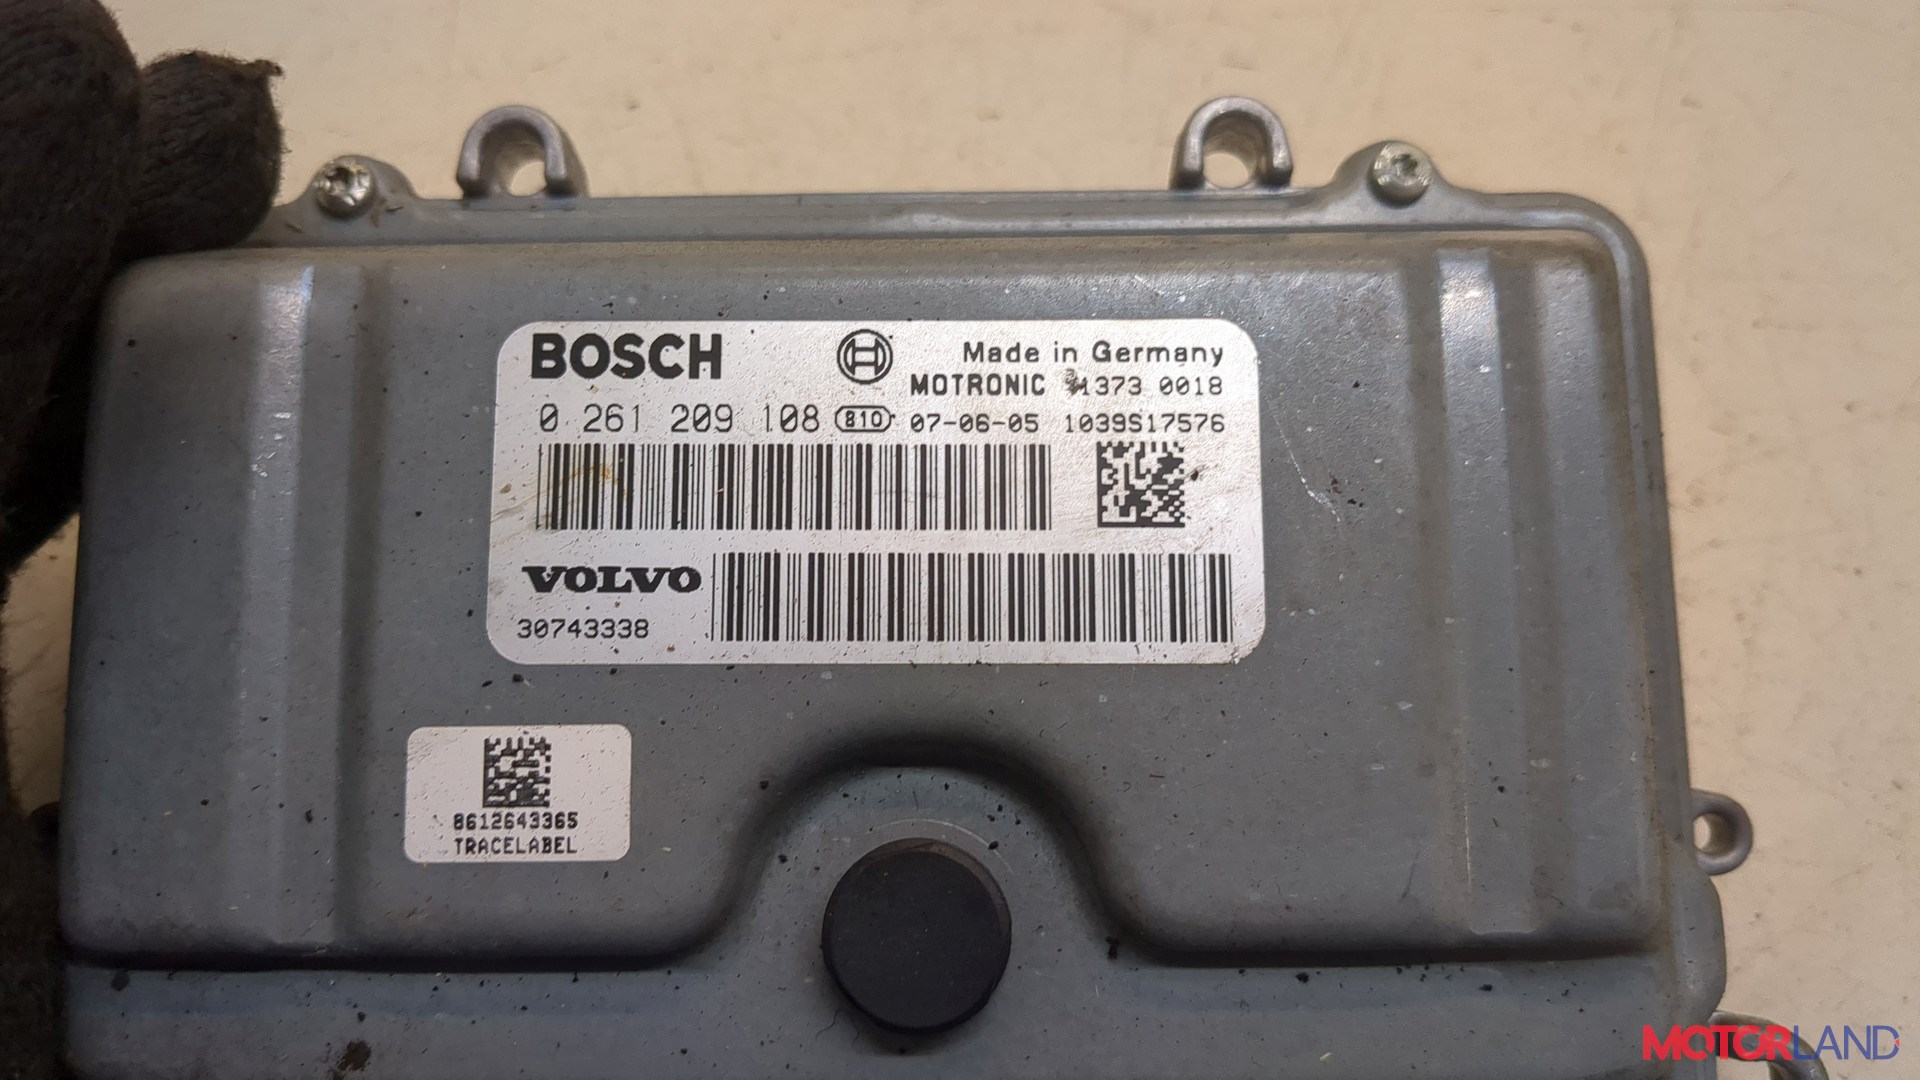 BOSCH
Made in Germany
MOTRONIC 1373 0018
0 261 209 108 B10 07-06-05 1039S17576
VOLVO
30743338
8612643365
TRACELABEL
MOTORLAND